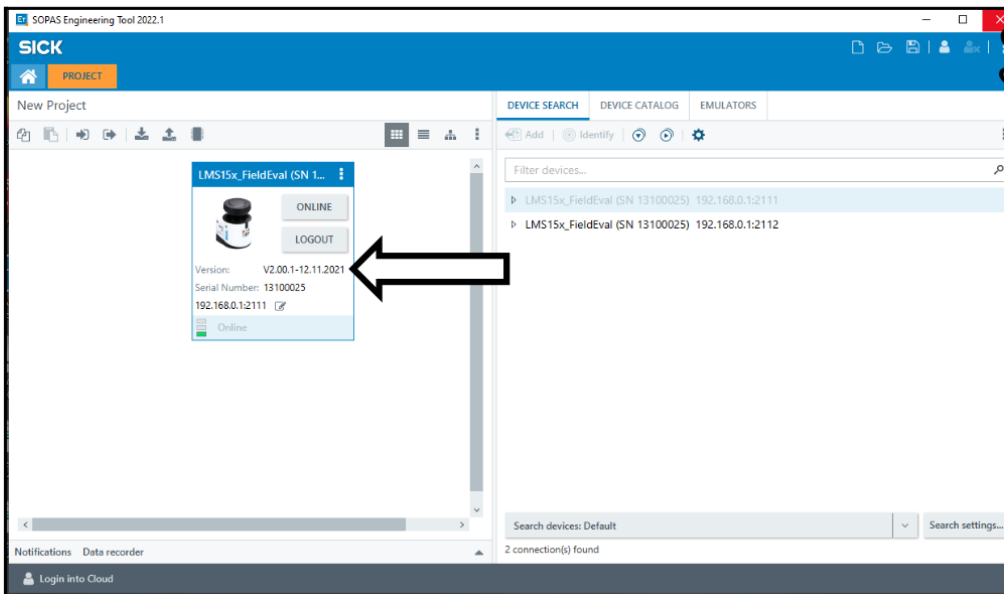 SOPAS Engineering Tool 2022.1
SICK
PROJECT
New Project
LMS15x_FieldEval (SN 1...
ONLINE
LOGOUT
Version: V2.00.1-12.11.2021
Serial Number: 13100025
192.168.0.1:2111
Online
Notifications Data recorder
Login into Cloud
DEVICE SEARCH DEVICE CATALOG EMULATORS
Add Identify
Filter devices...
LMS15x_FieldEval (SN 13100025) 192.168.0.1:2111
LMS15x_FieldEval (SN 13100025) 192.168.0.1:2112
Search devices: Default
Search settings...
2 connection(s) found